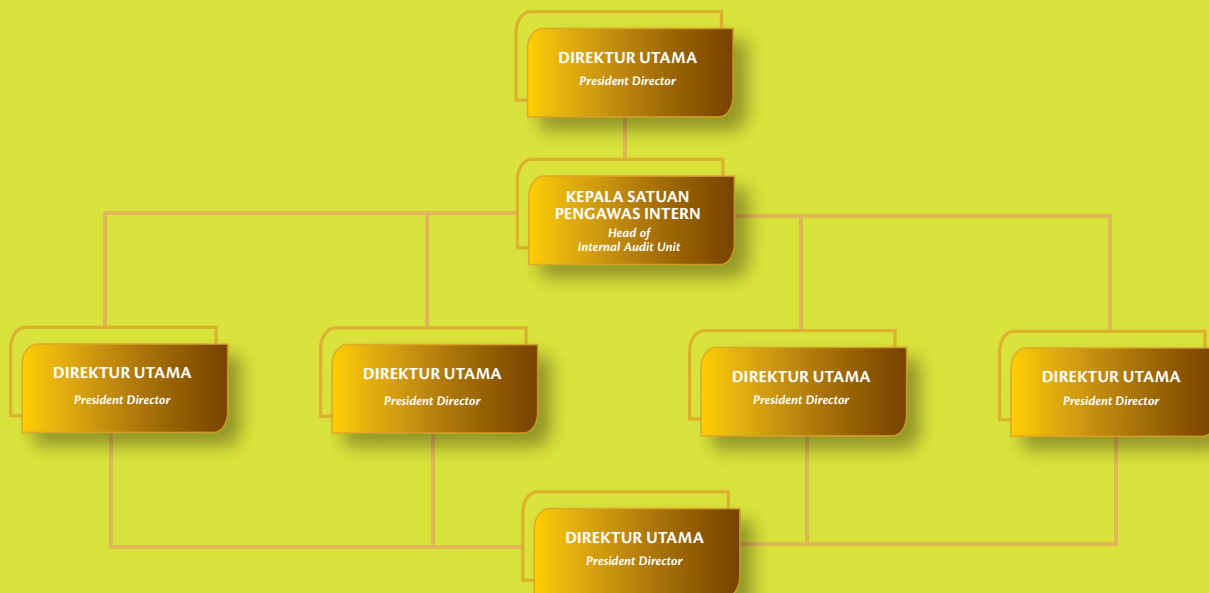 DIREKTUR UTAMA
President Director
KEPALA SATUAN
PENGAWAS INTERN
Head of
Internal Audit Unit
DIREKTUR UTAMA
President Director
DIREKTUR UTAMA
President Director
DIREKTUR UTAMA
President Director
DIREKTUR UTAMA
President Director
DIREKTUR UTAMA
President Director